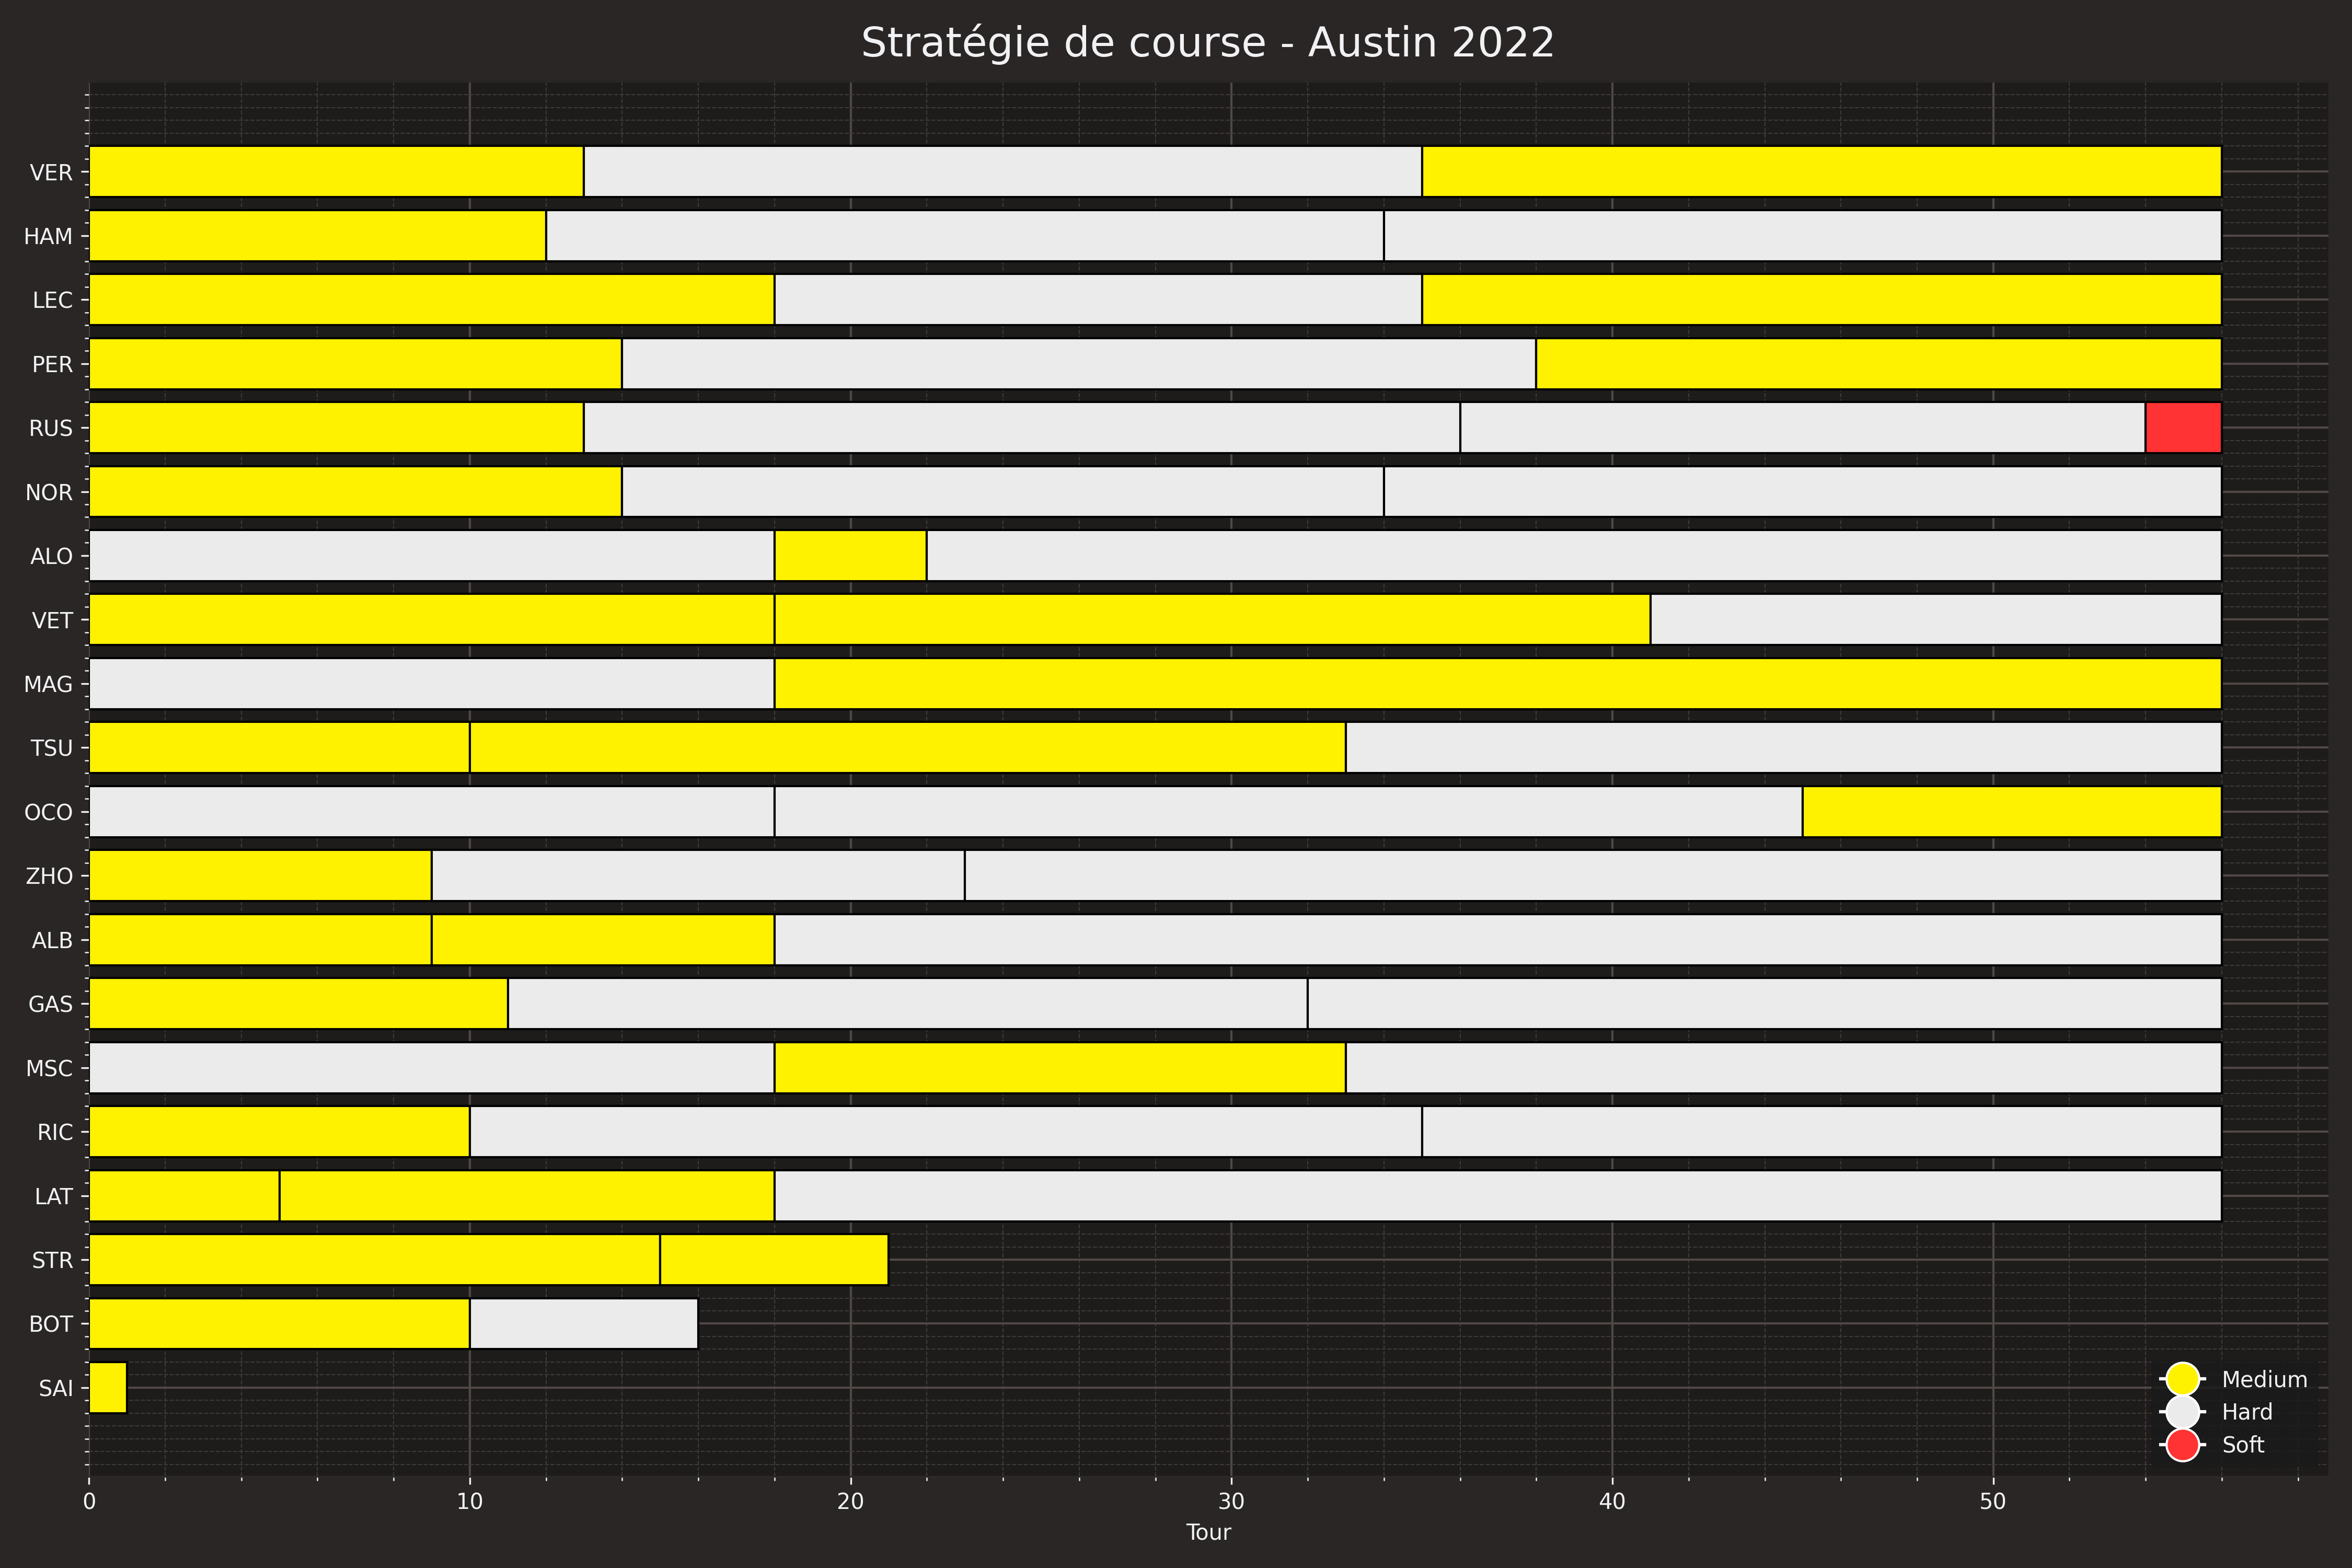 Stratégie de course - Austin 2022
VER
HAM
LEC
PER
RUS
NOR
ALO
VET
MAG
TSU
OCO
ZHO
ALB
GAS
MSC
RIC
LAT
STR
BOT
SAI
Medium
Hard
Soft
0 10 20 30 40 50
Tour